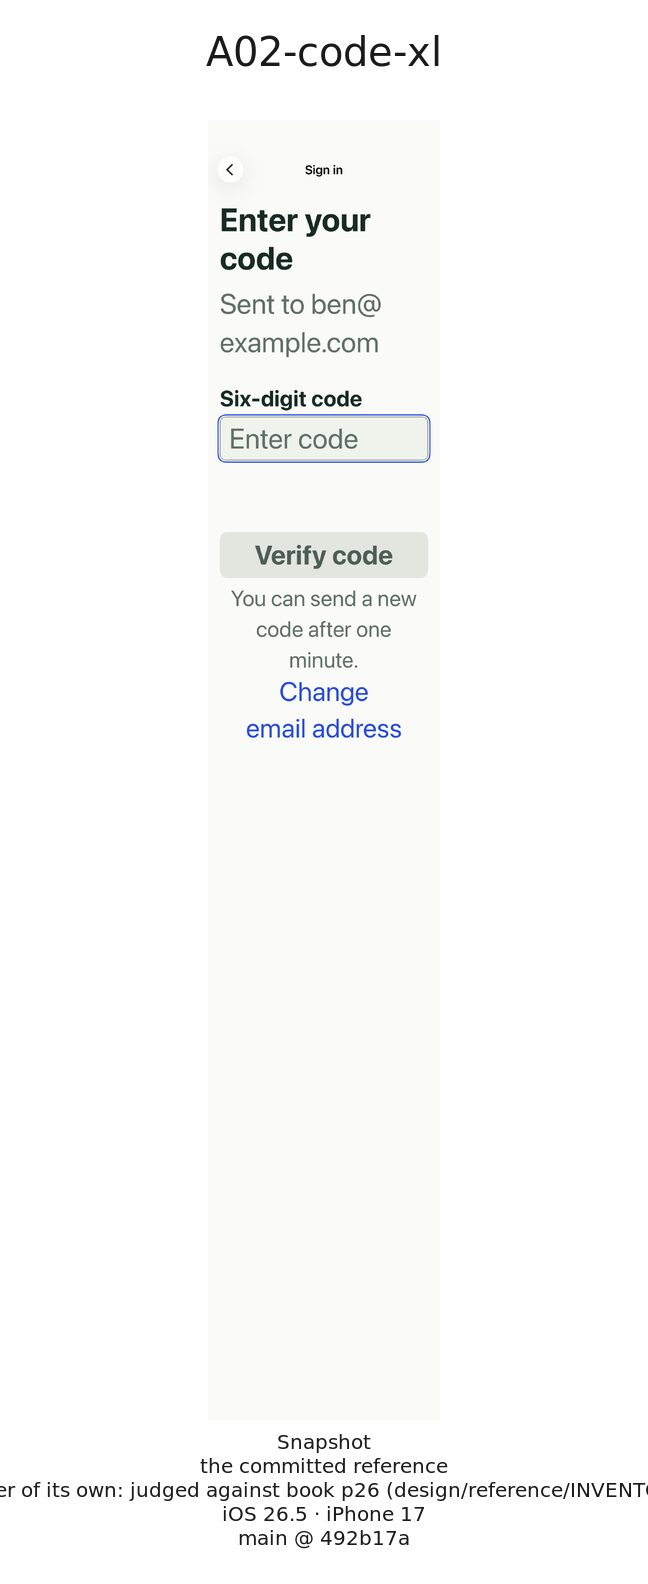 A02-code-xl
Sign in
Enter your
code
Sent to ben@
example.com
Six-digit code
Enter code
Verify code
You can send a new
code after one
minute.
Change
email address
Snapshot
the committed reference
of its own: judged against book p26 (design/reference/
iOS 26.5 · iPhone 17
main @ 492b17a